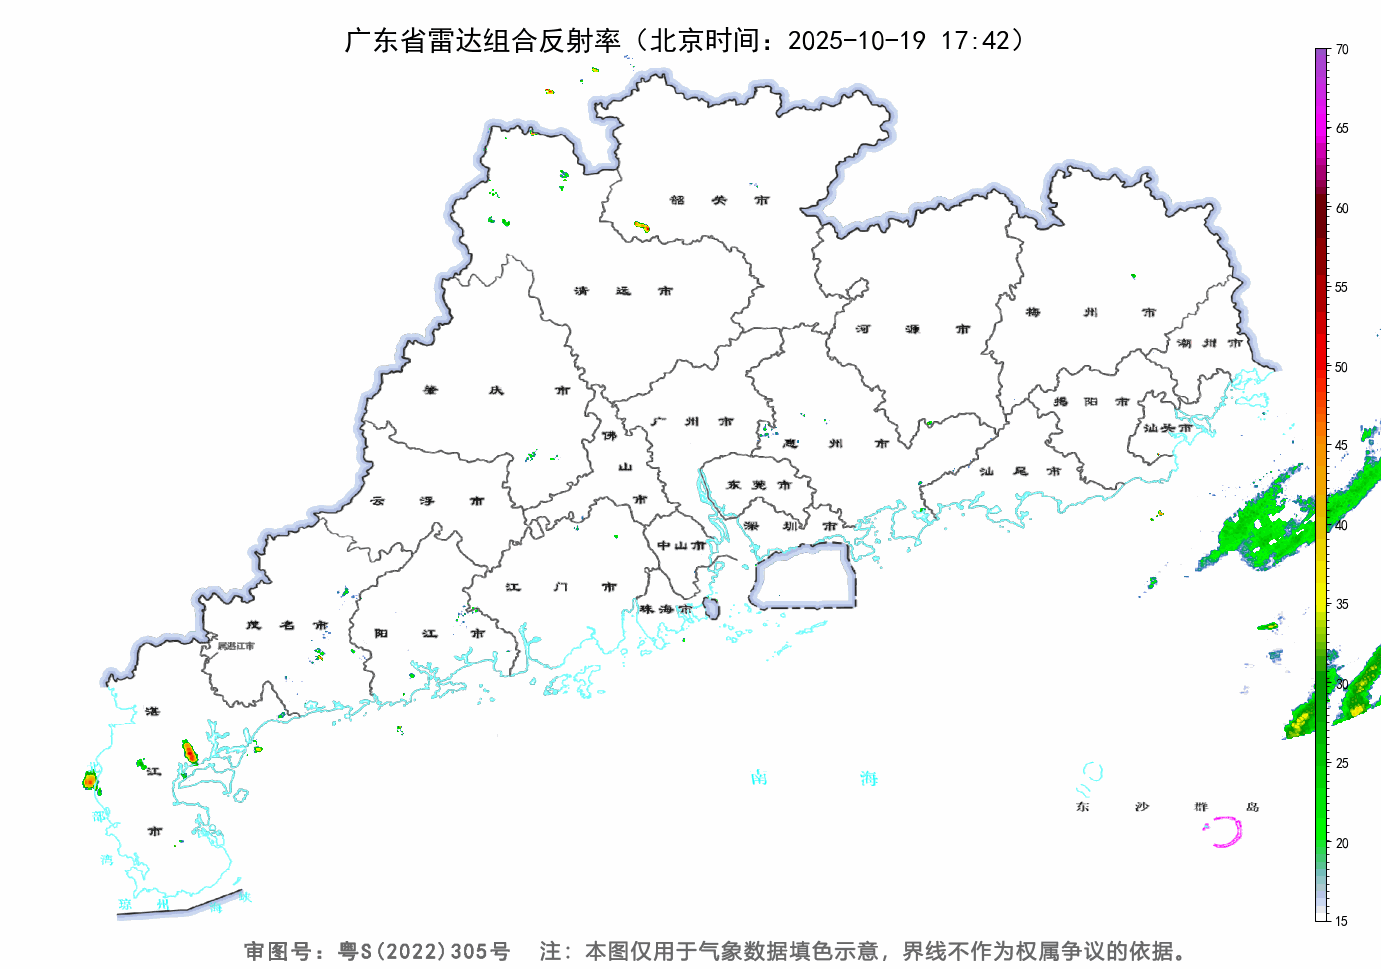 广东省雷达组合反射率（北京时间：2025-10-19 17:42）
70
65
60
55
50
45
40
35
30
25
20
15
韶关市
清远市
河源市
梅州市
潮州市
肇庆市
广州市
佛山市
惠州市
揭阳市
汕头市
汕尾市
云浮市
东莞市
深圳市
中山市
江门市
珠海市
茂名市
属湛江市
阳江市
湛江市
南海
东沙群岛
琼州海峡
审图号：粤S(2022)305号 注：本图仅用于气象数据填色示意，界线不作为权属争议的依据。